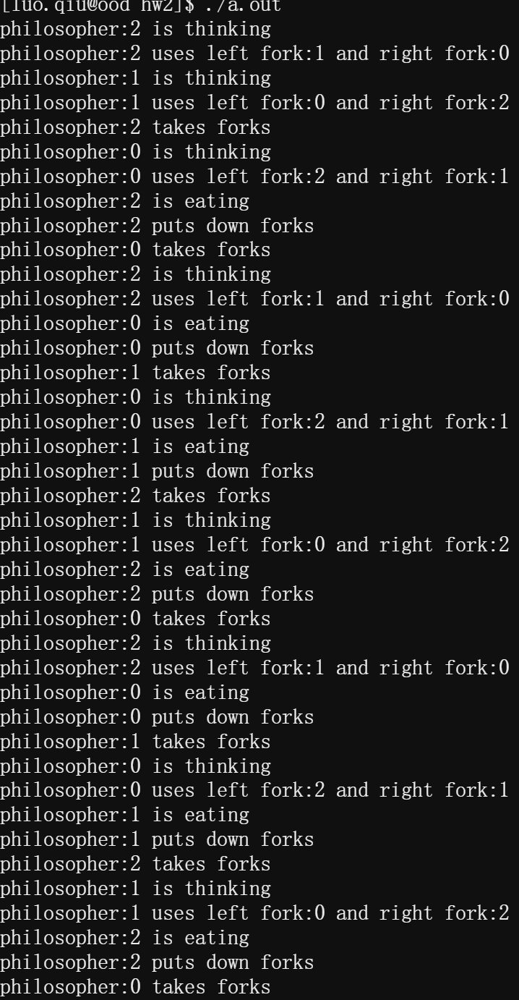 [luo.qiu@ood hw2]$ ./a.out
philosopher:2 is thinking
philosopher:2 uses left fork:1 and right fork:0
philosopher:1 is thinking
philosopher:1 uses left fork:0 and right fork:2
philosopher:2 takes forks
philosopher:0 is thinking
philosopher:0 uses left fork:2 and right fork:1
philosopher:2 is eating
philosopher:2 puts down forks
philosopher:0 takes forks
philosopher:2 is thinking
philosopher:2 uses left fork:1 and right fork:0
philosopher:0 is eating
philosopher:0 puts down forks
philosopher:1 takes forks
philosopher:0 is thinking
philosopher:0 uses left fork:2 and right fork:1
philosopher:1 is eating
philosopher:1 puts down forks
philosopher:2 takes forks
philosopher:1 is thinking
philosopher:1 uses left fork:0 and right fork:2
philosopher:2 is eating
philosopher:2 puts down forks
philosopher:0 takes forks
philosopher:2 is thinking
philosopher:2 uses left fork:1 and right fork:0
philosopher:0 is eating
philosopher:0 puts down forks
philosopher:1 takes forks
philosopher:0 is thinking
philosopher:0 uses left fork:2 and right fork:1
philosopher:1 is eating
philosopher:1 puts down forks
philosopher:2 takes forks
philosopher:1 is thinking
philosopher:1 uses left fork:0 and right fork:2
philosopher:2 is eating
philosopher:2 puts down forks
philosopher:0 takes forks